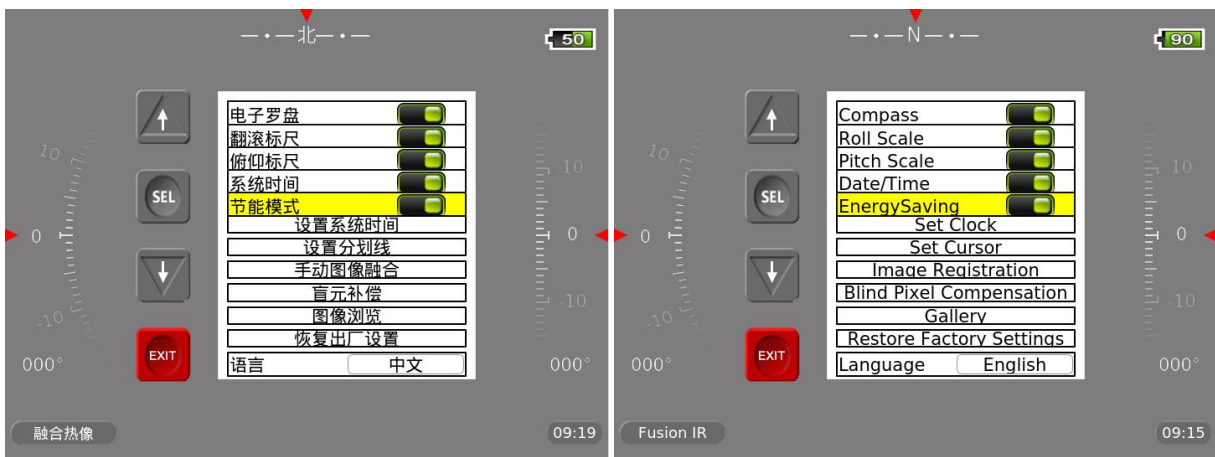 —·—北—·—
50
电子罗盘
翻滚标尺
俯仰标尺
系统时间
节能模式
设置系统时间
设置分划线
手动图像融合
盲元补偿
图像浏览
恢复出厂设置
语言 中文
SEL
EXIT
10
0
-10
000°
10
0
-10
000°
融合热像
09:19
—·—N—·—
90
Compass
Roll Scale
Pitch Scale
Date/Time
EnergySaving
Set Clock
Set Cursor
Image Registration
Blind Pixel Compensation
Gallery
Restore Factory Settings
Language English
SEL
EXIT
10
0
-10
000°
10
0
-10
000°
Fusion IR
09:15